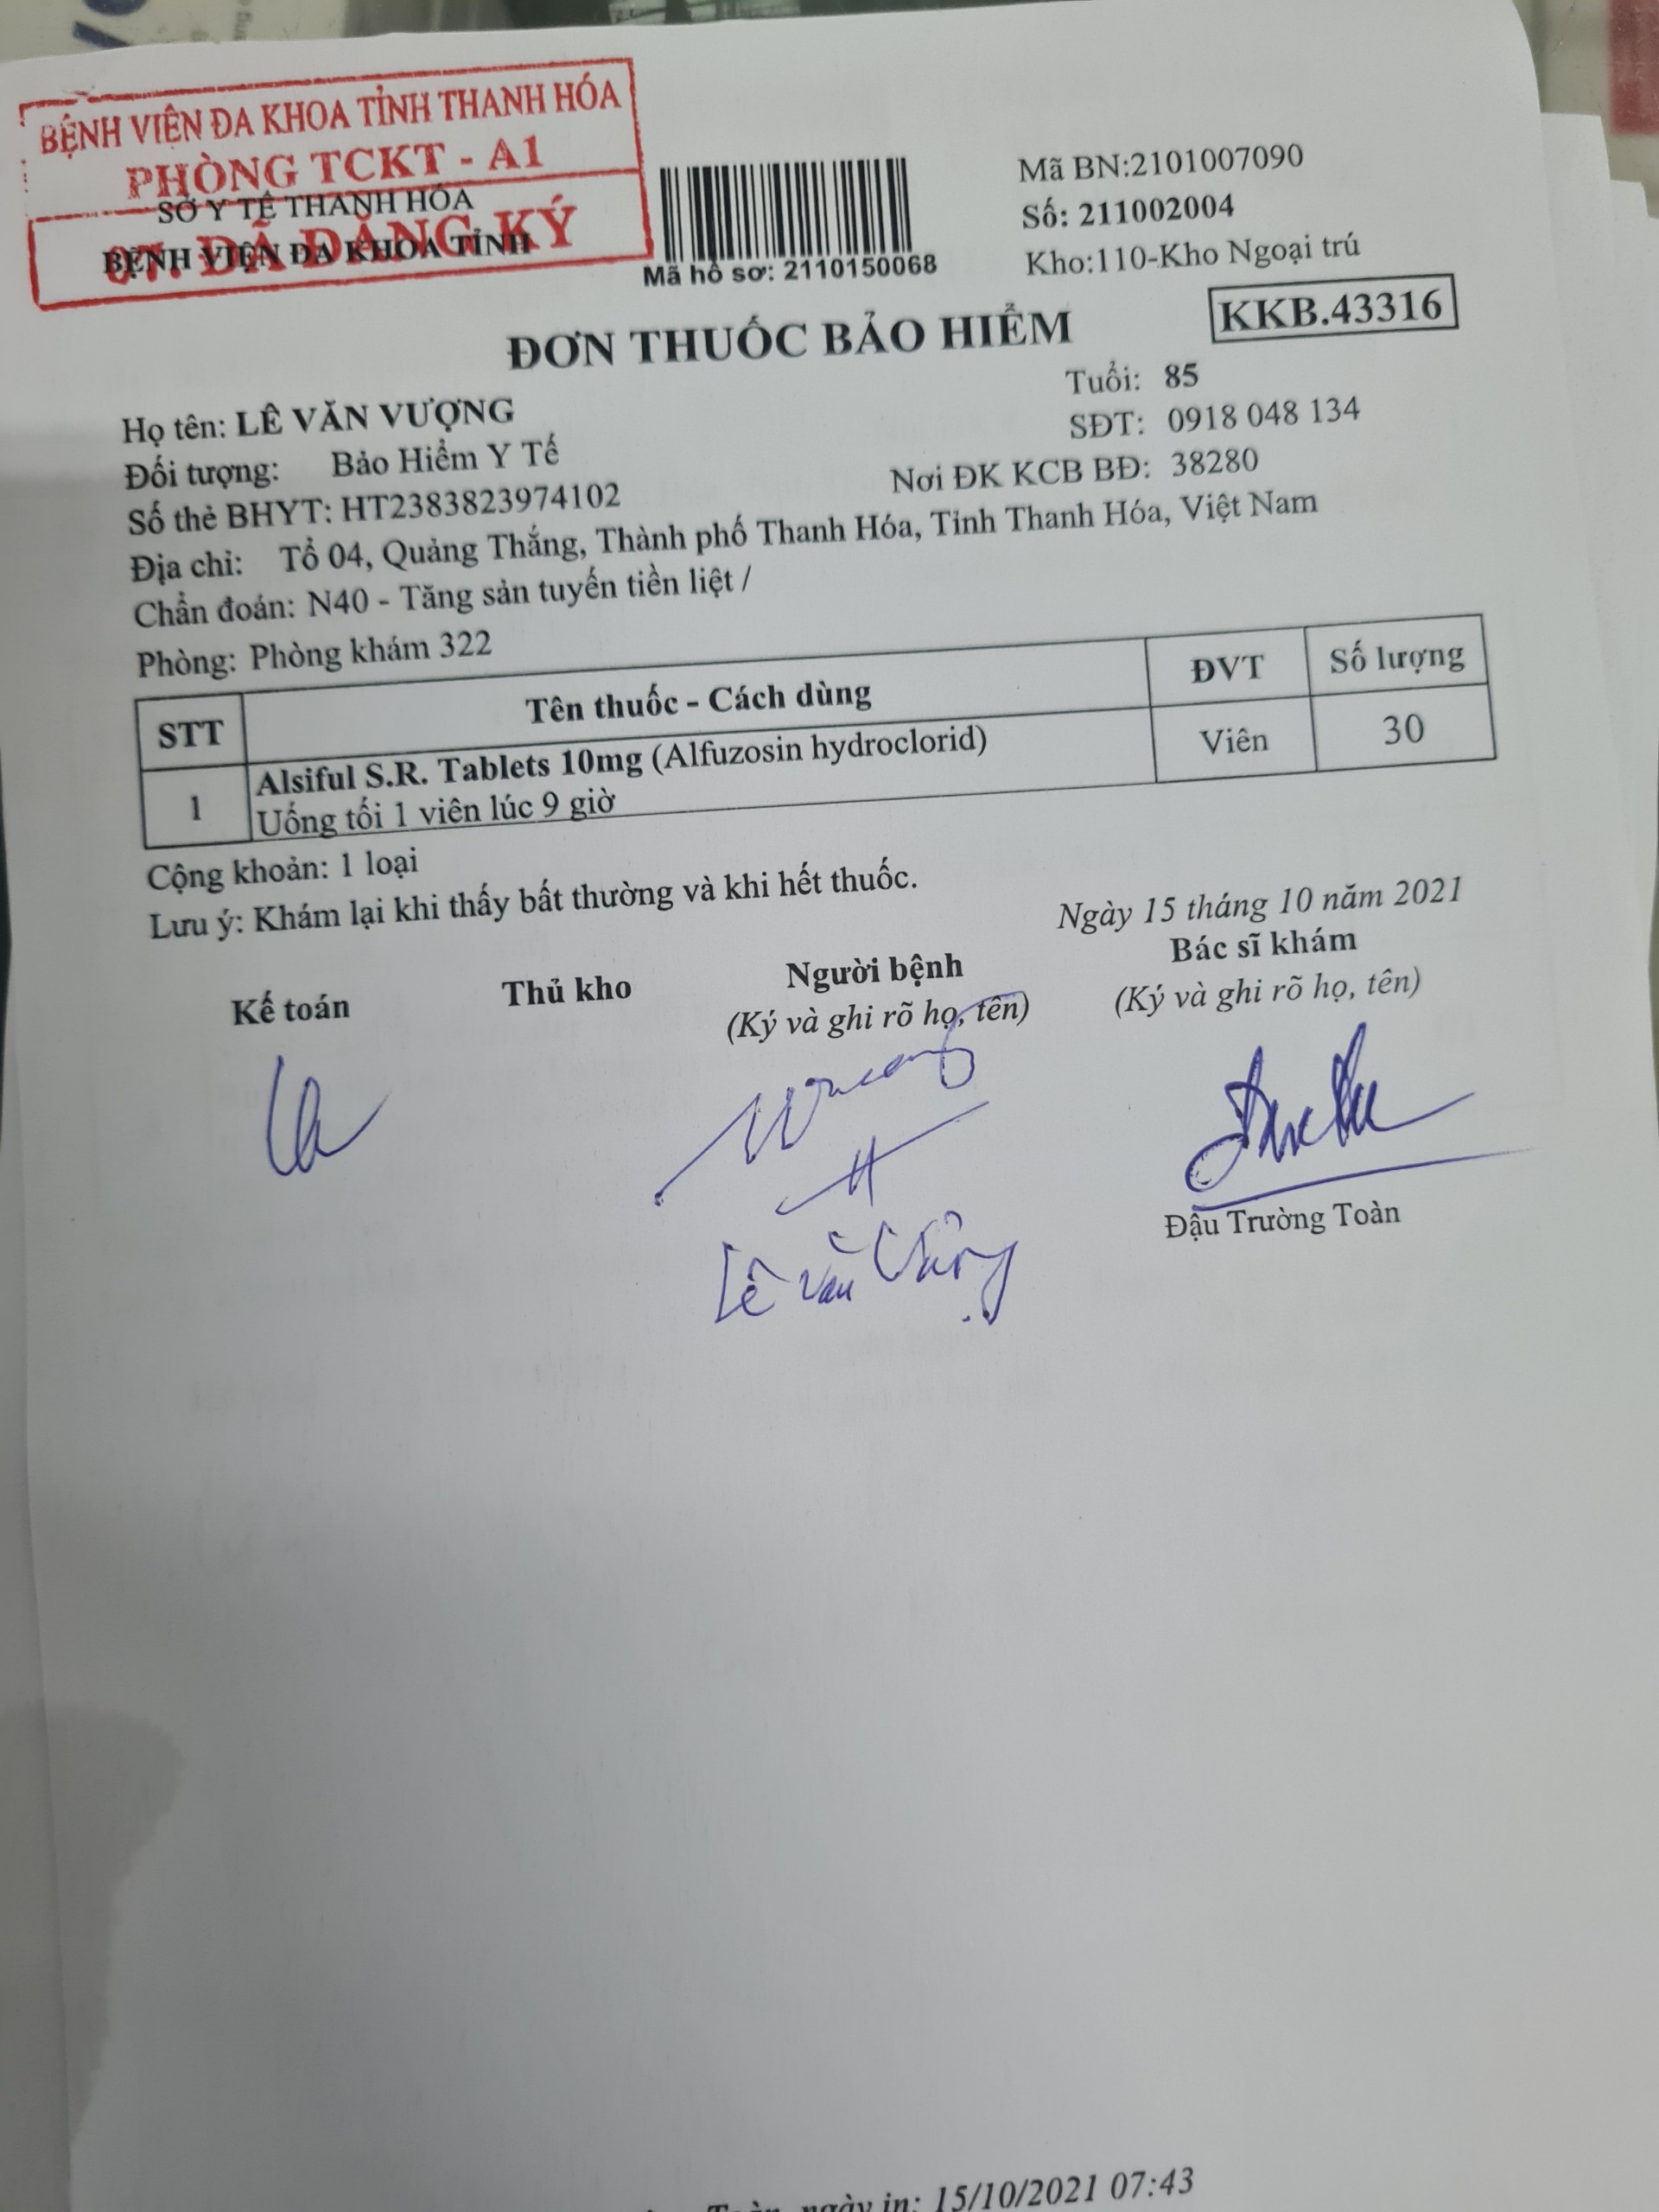 BỆNH VIỆN ĐA KHOA TỈNH THANH HÓA
PHÒNG TCKT - A1
07. ĐÃ ĐĂNG KÝ
SỞ Y TẾ THANH HÓA
BỆNH VIỆN ĐA KHOA TỈNH
Mã hồ sơ: 2110150068
Mã BN:2101007090
Số: 211002004
Kho:110-Kho Ngoại trú
KKB.43316
ĐƠN THUỐC BẢO HIỂM
Họ tên: LÊ VĂN VƯỢNG Tuổi: 85
Đối tượng: Bảo Hiểm Y Tế SĐT: 0918 048 134
Số thẻ BHYT: HT2383823974102 Nơi ĐK KCB BĐ: 38280
Địa chỉ: Tổ 04, Quảng Thắng, Thành phố Thanh Hóa, Tỉnh Thanh Hóa, Việt Nam
Chẩn đoán: N40 - Tăng sản tuyến tiền liệt /
Phòng: Phòng khám 322
STT Tên thuốc - Cách dùng ĐVT Số lượng
1 Alsiful S.R. Tablets 10mg (Alfuzosin hydroclorid) Viên 30
Uống tối 1 viên lúc 9 giờ
Cộng khoản: 1 loại
Lưu ý: Khám lại khi thấy bất thường và khi hết thuốc.
Ngày 15 tháng 10 năm 2021
Kế toán Thủ kho Người bệnh Bác sĩ khám
(Ký và ghi rõ họ, tên) (Ký và ghi rõ họ, tên)
Đậu Trường Toàn
Lê Văn Vượng
Toàn, ngày in: 15/10/2021 07:43